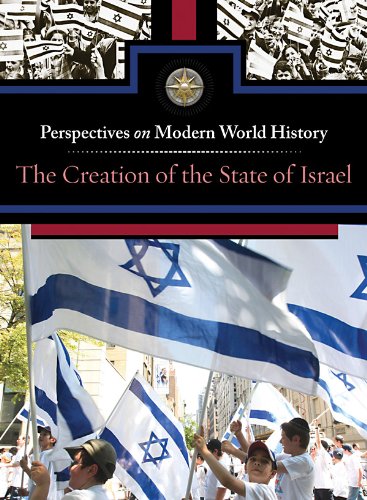 Perspectives on Modern World History
The Creation of the State of Israel